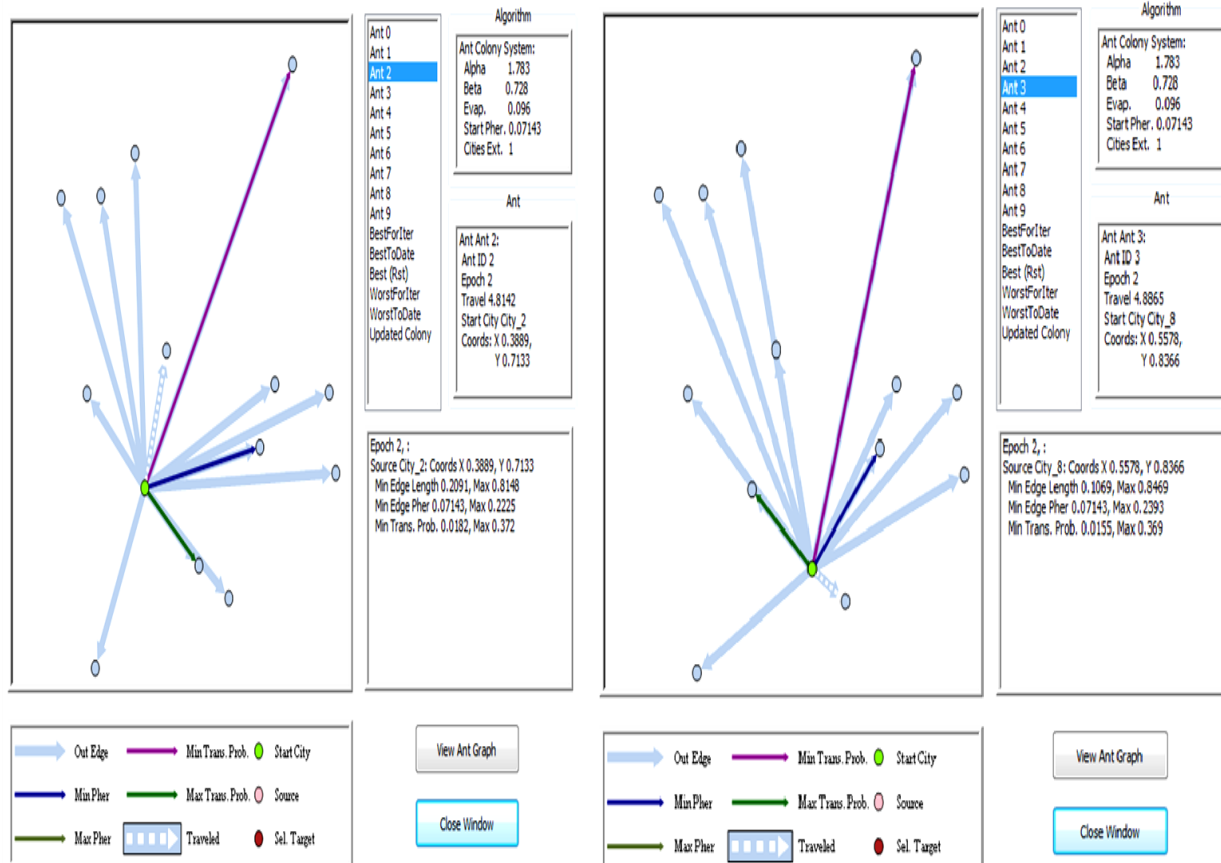 Ant 0
Ant 1
Ant 2
Ant 3
Ant 4
Ant 5
Ant 6
Ant 7
Ant 8
Ant 9
BestForIter
BestToDate
Best (Rst)
WorstForIter
WorstToDate
Updated Colony
Algorithm
Ant Colony System:
Alpha 1.783
Beta 0.728
Evap. 0.096
Start Pher. 0.07143
Cities Ext. 1
Ant
Ant Ant 2:
Ant ID 2
Epoch 2
Travel 4.8142
Start City City_2
Coords: X 0.3889,
Y 0.7133
Epoch 2, :
Source City_2: Coords X 0.3889, Y 0.7133
Min Edge Length 0.2091, Max 0.8148
Min Edge Pher 0.07143, Max 0.2225
Min Trans. Prob. 0.0182, Max 0.372
Out Edge Min Trans. Prob. Start City
Min Pher Max Trans. Prob. Source
Max Pher Traveled Sel. Target
View Ant Graph
Close Window
Ant 0
Ant 1
Ant 2
Ant 3
Ant 4
Ant 5
Ant 6
Ant 7
Ant 8
Ant 9
BestForIter
BestToDate
Best (Rst)
WorstForIter
WorstToDate
Updated Colony
Algorithm
Ant Colony System:
Alpha 1.783
Beta 0.728
Evap. 0.096
Start Pher. 0.07143
Cities Ext. 1
Ant
Ant Ant 3:
Ant ID 3
Epoch 2
Travel 4.8865
Start City City_8
Coords: X 0.5578,
Y 0.8366
Epoch 2, :
Source City_8: Coords X 0.5578, Y 0.8366
Min Edge Length 0.1069, Max 0.8469
Min Edge Pher 0.07143, Max 0.2393
Min Trans. Prob. 0.0155, Max 0.369
Out Edge Min Trans. Prob. Start City
Min Pher Max Trans. Prob. Source
Max Pher Traveled Sel. Target
View Ant Graph
Close Window